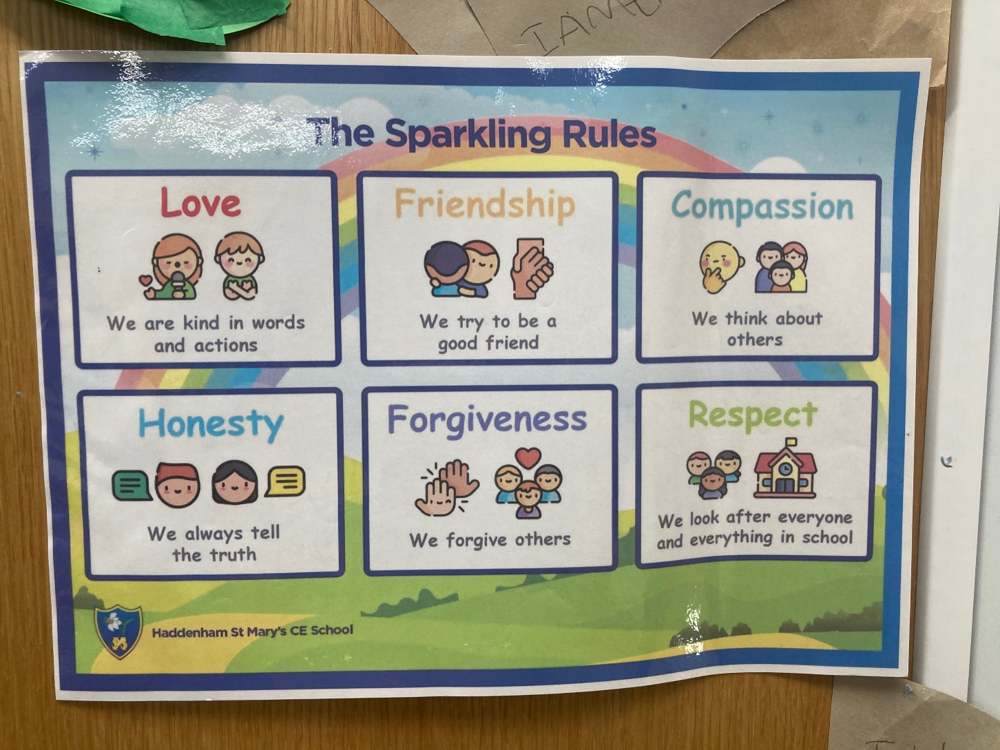 I AM
The Sparkling Rules
Love
We are kind in words
and actions
Friendship
We try to be a
good friend
Compassion
We think about
others
Honesty
We always tell
the truth
Forgiveness
We forgive others
Respect
We look after everyone
and everything in school
Haddenham St Mary's CE School